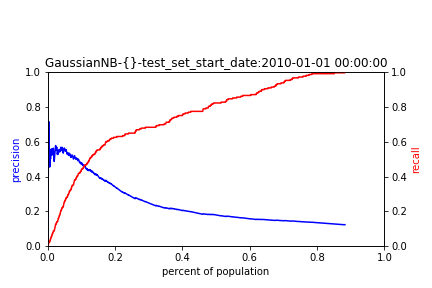 GaussianNB-{}-test_set_start_date:2010-01-01 00:00:00
1.0 1.0
0.8 0.8
0.6 0.6
precision recall
0.4 0.4
0.2 0.2
0.0 0.0
0.0 0.2 0.4 0.6 0.8 1.0
percent of population